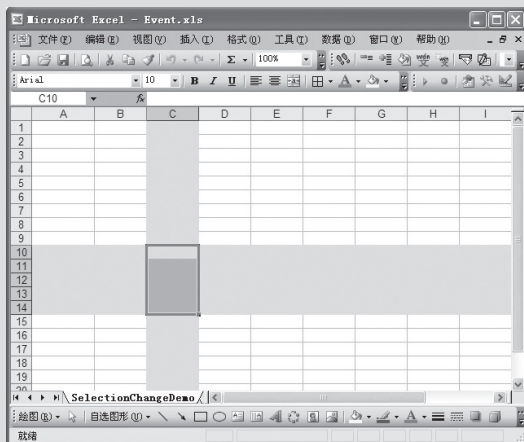 Microsoft Excel - Event.xls
文件(F) 编辑(E) 视图(V) 插入(I) 格式(O) 工具(T) 数据(D) 窗口(W) 帮助(H)
Σ 100%
Arial 10 B I U A
C10 fx
A B C D E F G H I
1
2
3
4
5
6
7
8
9
10
11
12
13
14
15
16
17
18
19
20
SelectionChangeDemo
绘图(R) 自选图形(U) A
就绪